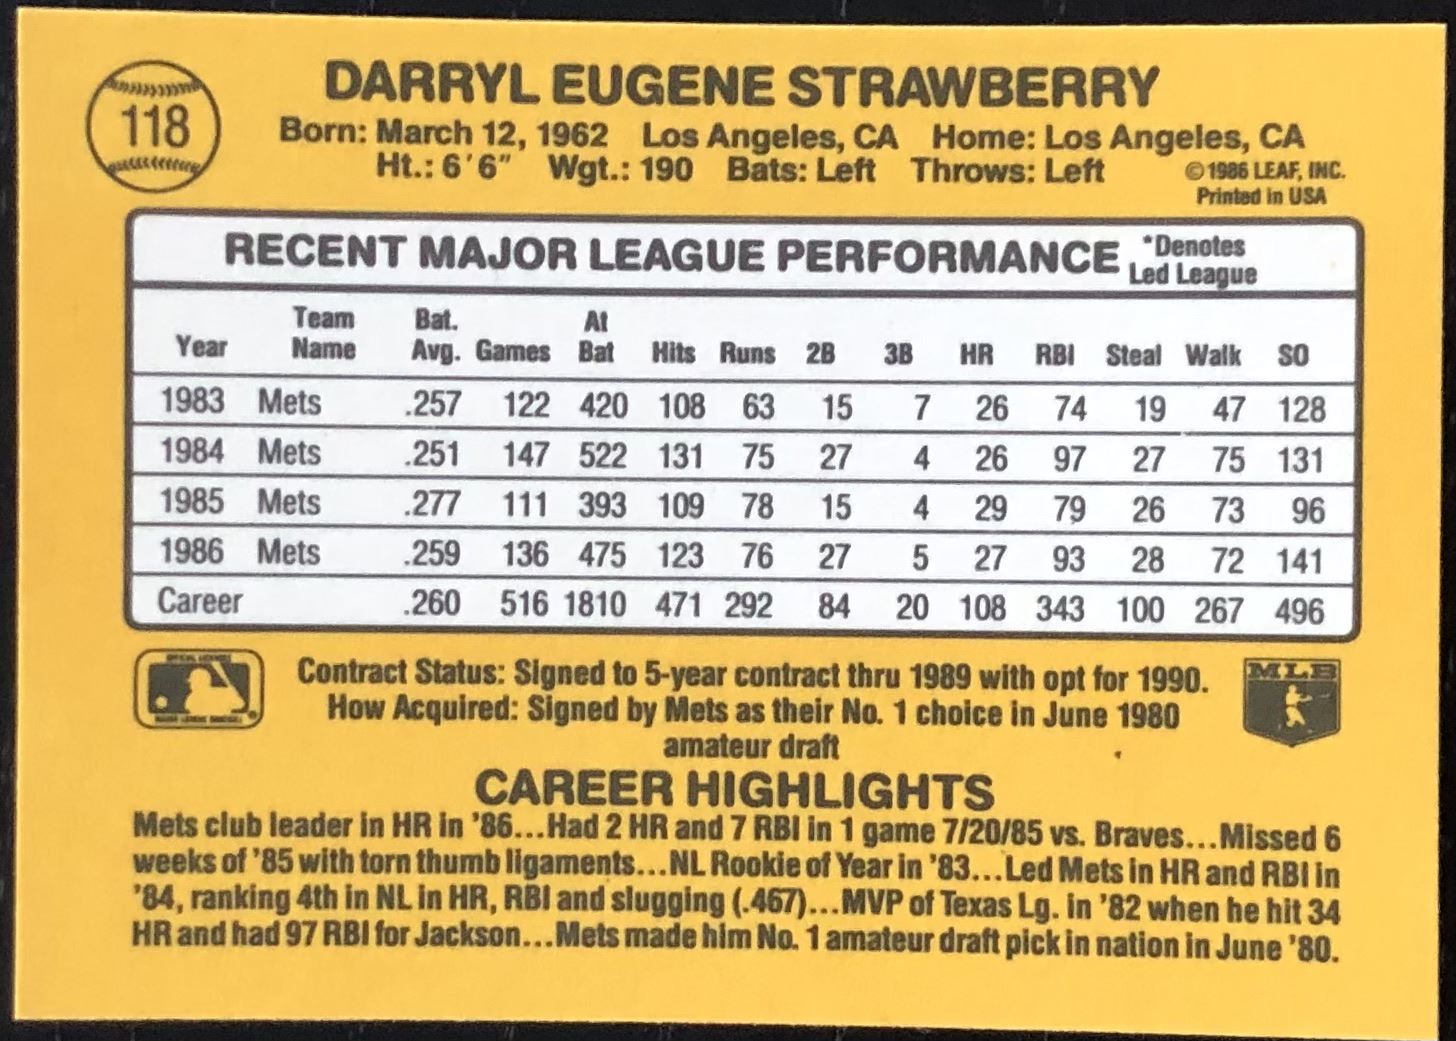 118
DARRYL EUGENE STRAWBERRY
Born: March 12, 1962 Los Angeles, CA Home: Los Angeles, CA
Ht.: 6'6" Wgt.: 190 Bats: Left Throws: Left
©1986 LEAF, INC.
Printed in USA
RECENT MAJOR LEAGUE PERFORMANCE *Denotes
Led League
Year Team Name Bat. Avg. Games At Bat Hits Runs 2B 3B HR RBI Steal Walk SO
1983 Mets .257 122 420 108 63 15 7 26 74 19 47 128
1984 Mets .251 147 522 131 75 27 4 26 97 27 75 131
1985 Mets .277 111 393 109 78 15 4 29 79 26 73 96
1986 Mets .259 136 475 123 76 27 5 27 93 28 72 141
Career .260 516 1810 471 292 84 20 108 343 100 267 496
Contract Status: Signed to 5-year contract thru 1989 with opt for 1990.
How Acquired: Signed by Mets as their No. 1 choice in June 1980
amateur draft
MLB
CAREER HIGHLIGHTS
Mets club leader in HR in '86...Had 2 HR and 7 RBI in 1 game 7/20/85 vs. Braves...Missed 6
weeks of '85 with torn thumb ligaments...NL Rookie of Year in '83...Led Mets in HR and RBI in
'84, ranking 4th in NL in HR, RBI and slugging (.467)...MVP of Texas Lg. in '82 when he hit 34
HR and had 97 RBI for Jackson...Mets made him No. 1 amateur draft pick in nation in June '80.